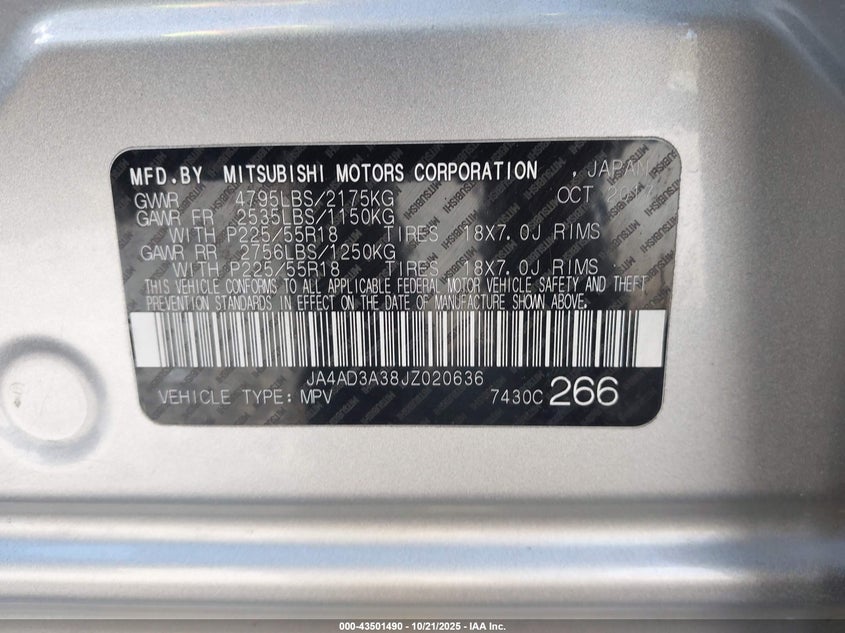 MFD.BY MITSUBISHI MOTORS CORPORATION , JAPAN
GVWR 4795LBS/2175KG OCT 2017
GAWR FR 2535LBS/1150KG
WITH P225/55R18 TIRES 18X7.0J RIMS
GAWR RR 2756LBS/1250KG
WITH P225/55R18 TIRES 18X7.0J RIMS
THIS VEHICLE CONFORMS TO ALL APPLICABLE FEDERAL MOTOR VEHICLE SAFETY AND THEFT
PREVENTION STANDARDS IN EFFECT ON THE DATE OF MANUFACTURE SHOWN ABOVE.
JA4AD3A38JZ020636
VEHICLE TYPE: MPV 7430C 266
000-43501490 - 10/21/2025 - IAA Inc.